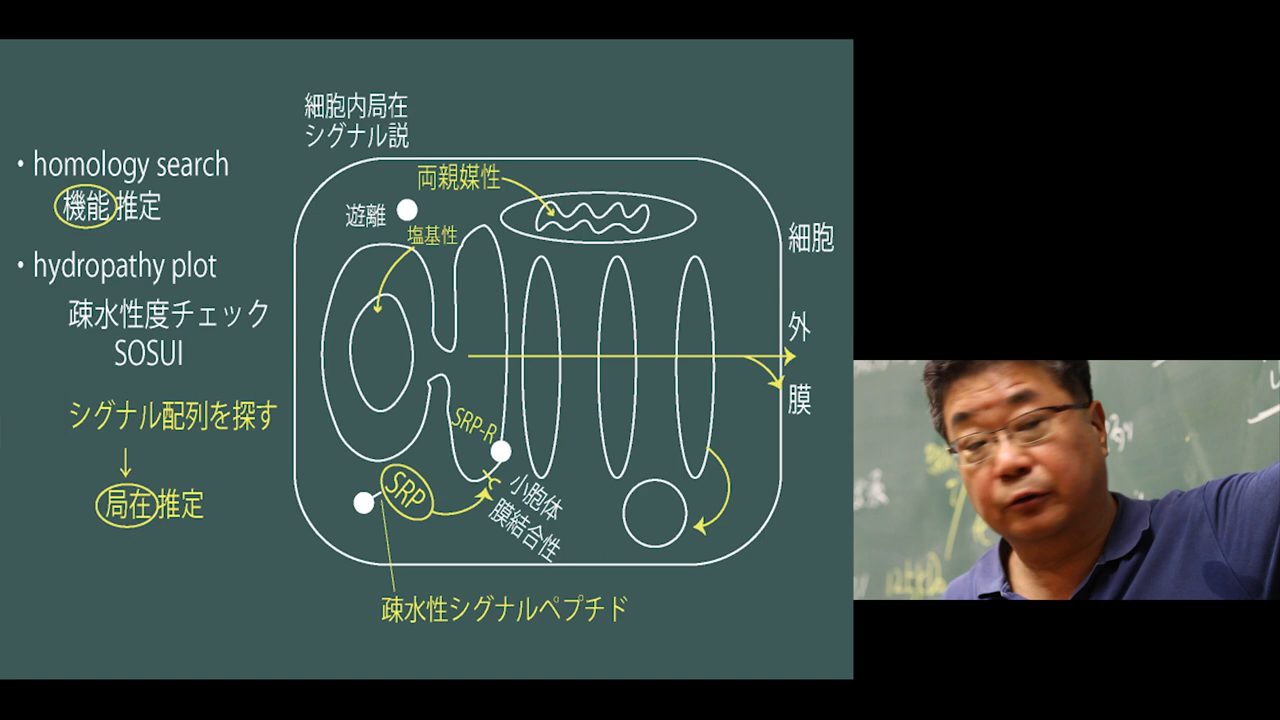 細胞内局在
シグナル説
・homology search
機能推定
・hydropathy plot
疎水性度チェック
SOSUI
シグナル配列を探す
↓
局在推定
両親媒性
遊離
塩基性
細胞
外
膜
SRP-R
SRP
小胞体
膜結合性
疎水性シグナルペプチド